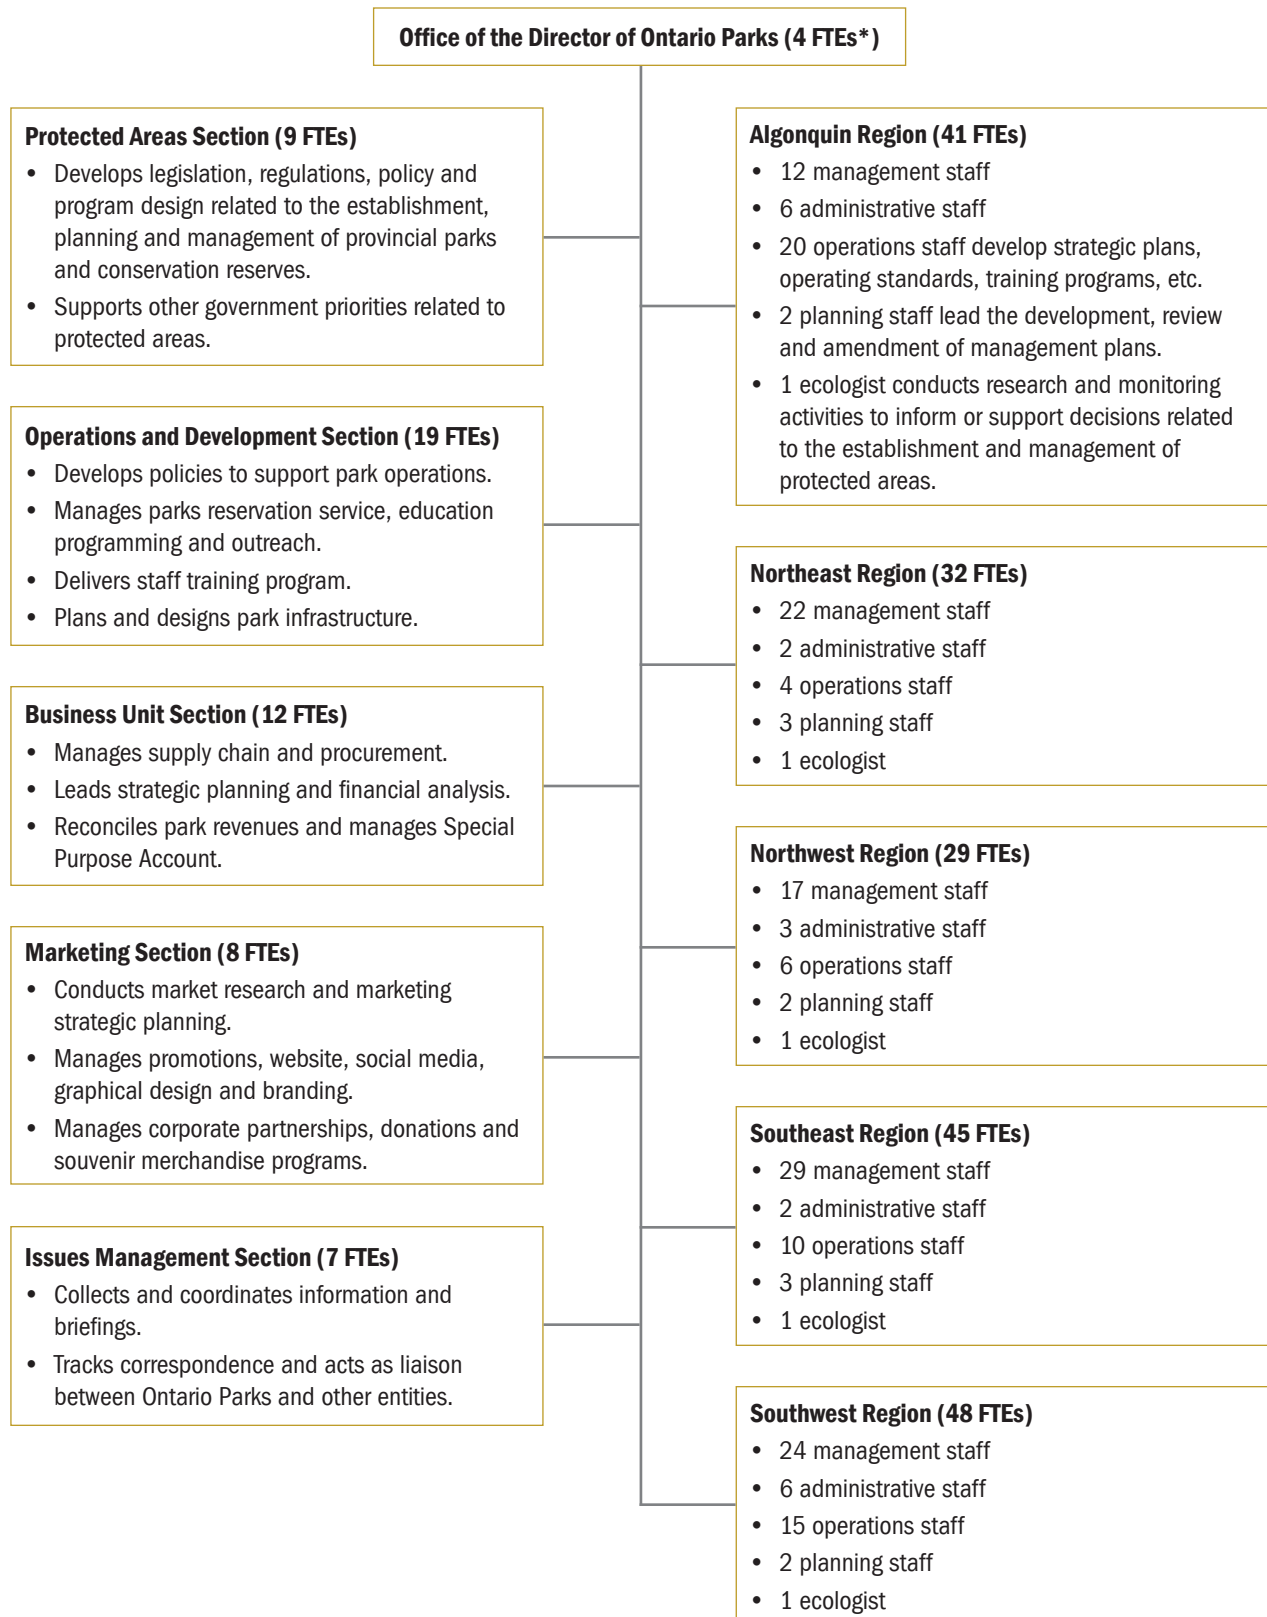 Office of the Director of Ontario Parks (4 FTEs*)
Protected Areas Section (9 FTEs)
• Develops legislation, regulations, policy and
program design related to the establishment,
planning and management of provincial parks
and conservation reserves.
• Supports other government priorities related to
protected areas.
Operations and Development Section (19 FTEs)
• Develops policies to support park operations.
• Manages parks reservation service, education
programming and outreach.
• Delivers staff training program.
• Plans and designs park infrastructure.
Business Unit Section (12 FTEs)
• Manages supply chain and procurement.
• Leads strategic planning and financial analysis.
• Reconciles park revenues and manages Special
Purpose Account.
Marketing Section (8 FTEs)
• Conducts market research and marketing
strategic planning.
• Manages promotions, website, social media,
graphical design and branding.
• Manages corporate partnerships, donations and
souvenir merchandise programs.
Issues Management Section (7 FTEs)
• Collects and coordinates information and
briefings.
• Tracks correspondence and acts as liaison
between Ontario Parks and other entities.
Algonquin Region (41 FTEs)
• 12 management staff
• 6 administrative staff
• 20 operations staff develop strategic plans,
operating standards, training programs, etc.
• 2 planning staff lead the development, review
and amendment of management plans.
• 1 ecologist conducts research and monitoring
activities to inform or support decisions related
to the establishment and management of
protected areas.
Northeast Region (32 FTEs)
• 22 management staff
• 2 administrative staff
• 4 operations staff
• 3 planning staff
• 1 ecologist
Northwest Region (29 FTEs)
• 17 management staff
• 3 administrative staff
• 6 operations staff
• 2 planning staff
• 1 ecologist
Southeast Region (45 FTEs)
• 29 management staff
• 2 administrative staff
• 10 operations staff
• 3 planning staff
• 1 ecologist
Southwest Region (48 FTEs)
• 24 management staff
• 6 administrative staff
• 15 operations staff
• 2 planning staff
• 1 ecologist